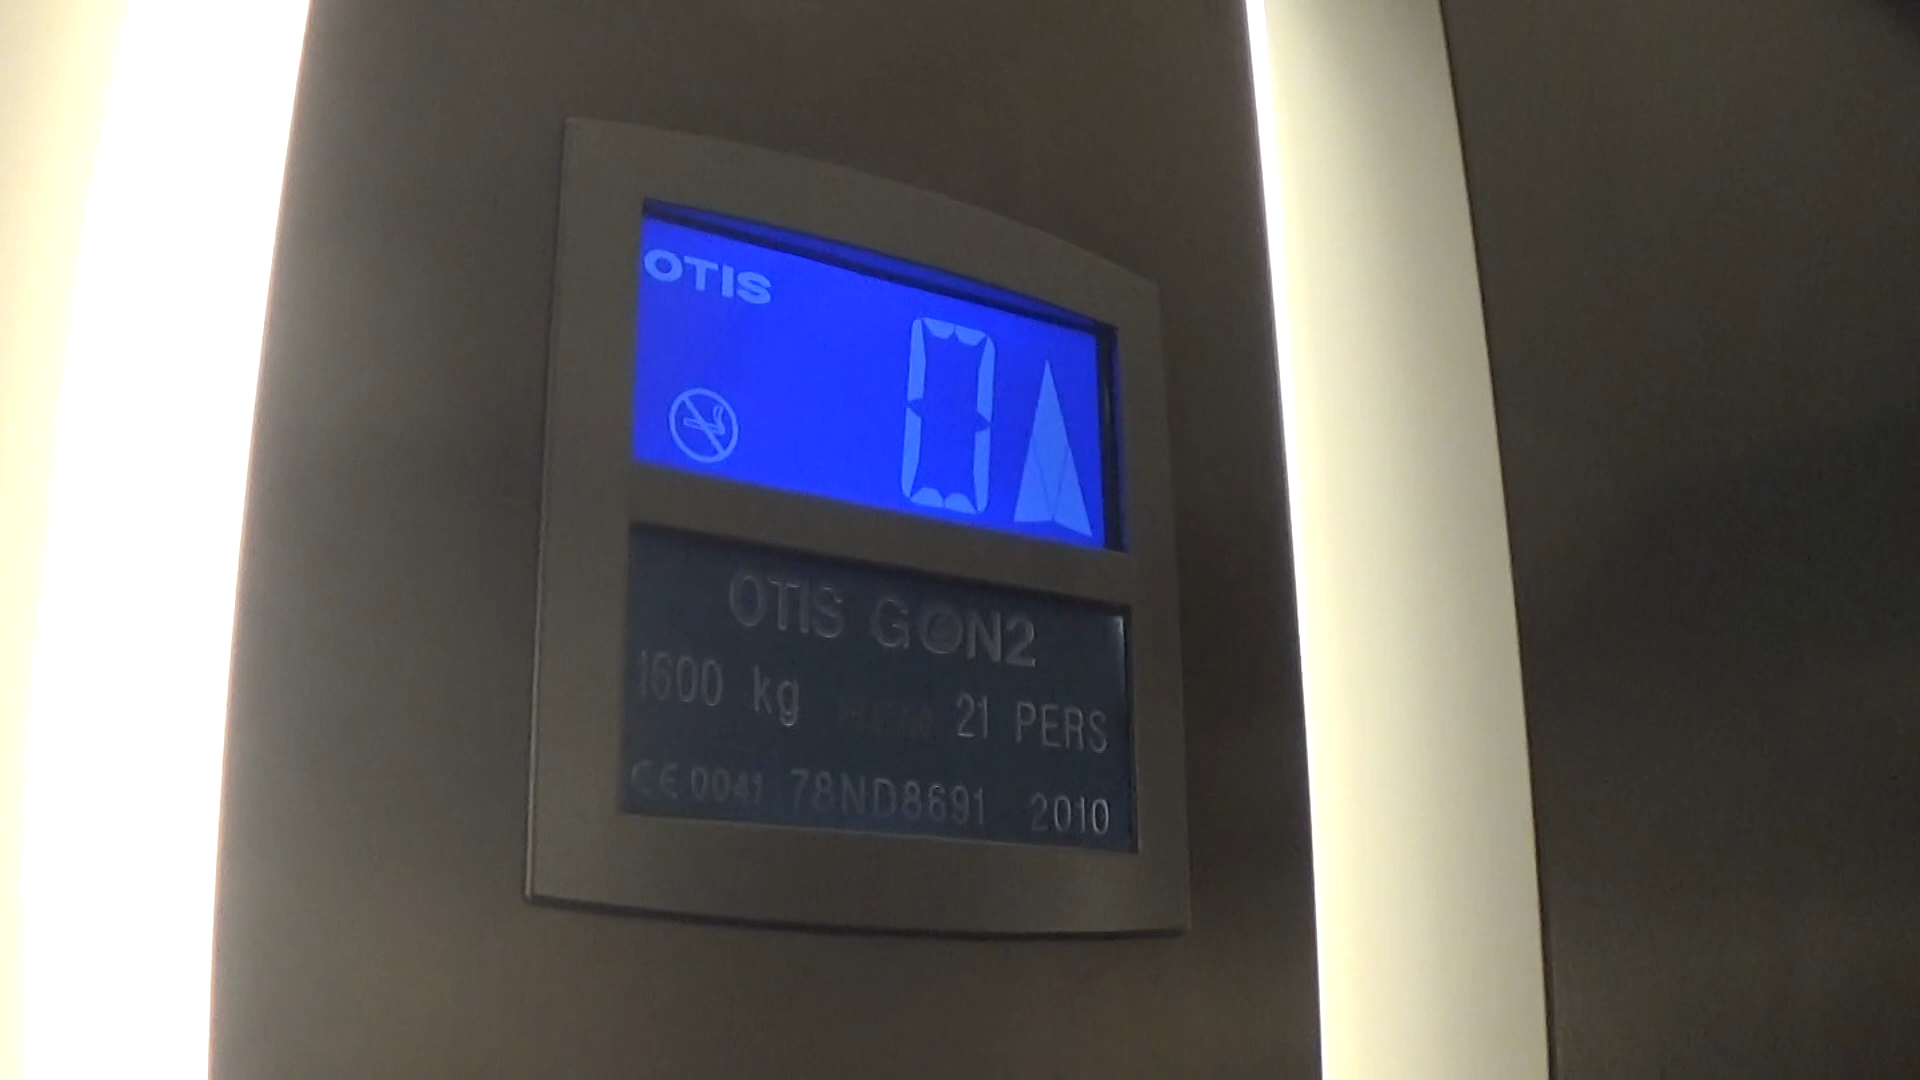 OTIS
0
OTIS GEN2
1600 kg 21 PERS
CE 0041 78ND8691 2010